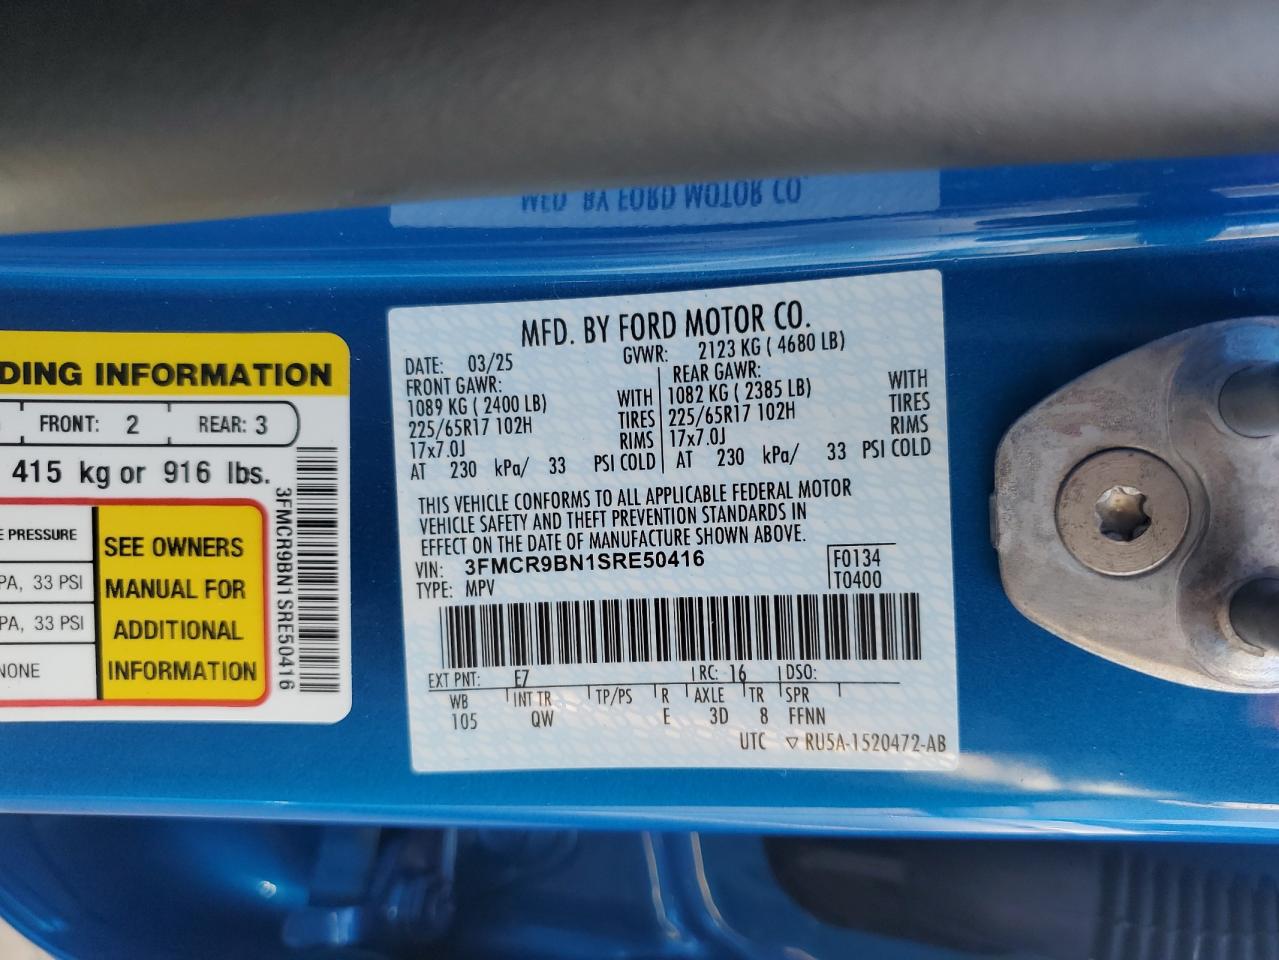 DING INFORMATION
FRONT: 2 REAR: 3
415 kg or 916 lbs.
E PRESSURE
PA, 33 PSI
PA, 33 PSI
NONE
SEE OWNERS
MANUAL FOR
ADDITIONAL
INFORMATION
3FMCR9BN1SRE50416
MFD. BY FORD MOTOR CO.
MFD. BY FORD MOTOR CO.
DATE: 03/25 GVWR: 2123 KG ( 4680 LB)
FRONT GAWR: REAR GAWR:
1089 KG ( 2400 LB) WITH 1082 KG ( 2385 LB) WITH
225/65R17 102H TIRES 225/65R17 102H TIRES
17x7.0J RIMS 17x7.0J RIMS
AT 230 kPa/ 33 PSI COLD AT 230 kPa/ 33 PSI COLD
THIS VEHICLE CONFORMS TO ALL APPLICABLE FEDERAL MOTOR
VEHICLE SAFETY AND THEFT PREVENTION STANDARDS IN
EFFECT ON THE DATE OF MANUFACTURE SHOWN ABOVE.
VIN: 3FMCR9BN1SRE50416 F0134
TYPE: MPV T0400
EXT PNT: E7 RC: 16 DSO:
WB INT TR TP/PS R AXLE TR SPR
105 QW E 3D 8 FFNN
UTC ▽ RU5A-1520472-AB